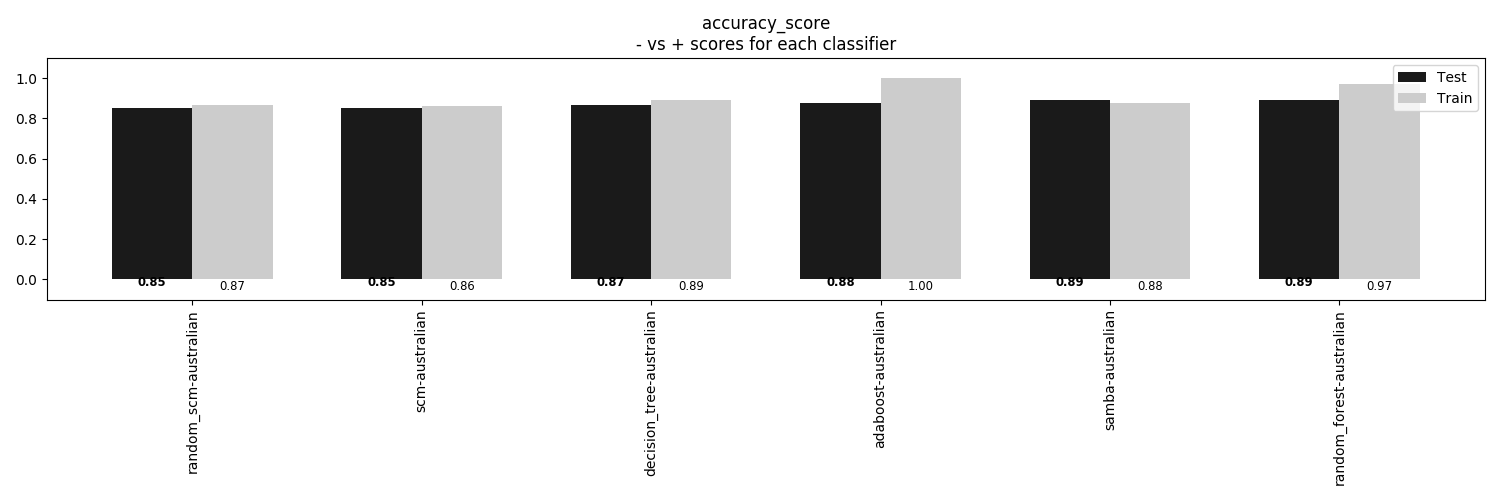 accuracy_score
- vs + scores for each classifier
Test
Train
1.0
0.8
0.6
0.4
0.2
0.0
0.85
0.87
0.85
0.86
0.87
0.89
0.88
1.00
0.89
0.88
0.89
0.97
random_scm-australian
scm-australian
decision_tree-australian
adaboost-australian
samba-australian
random_forest-australian